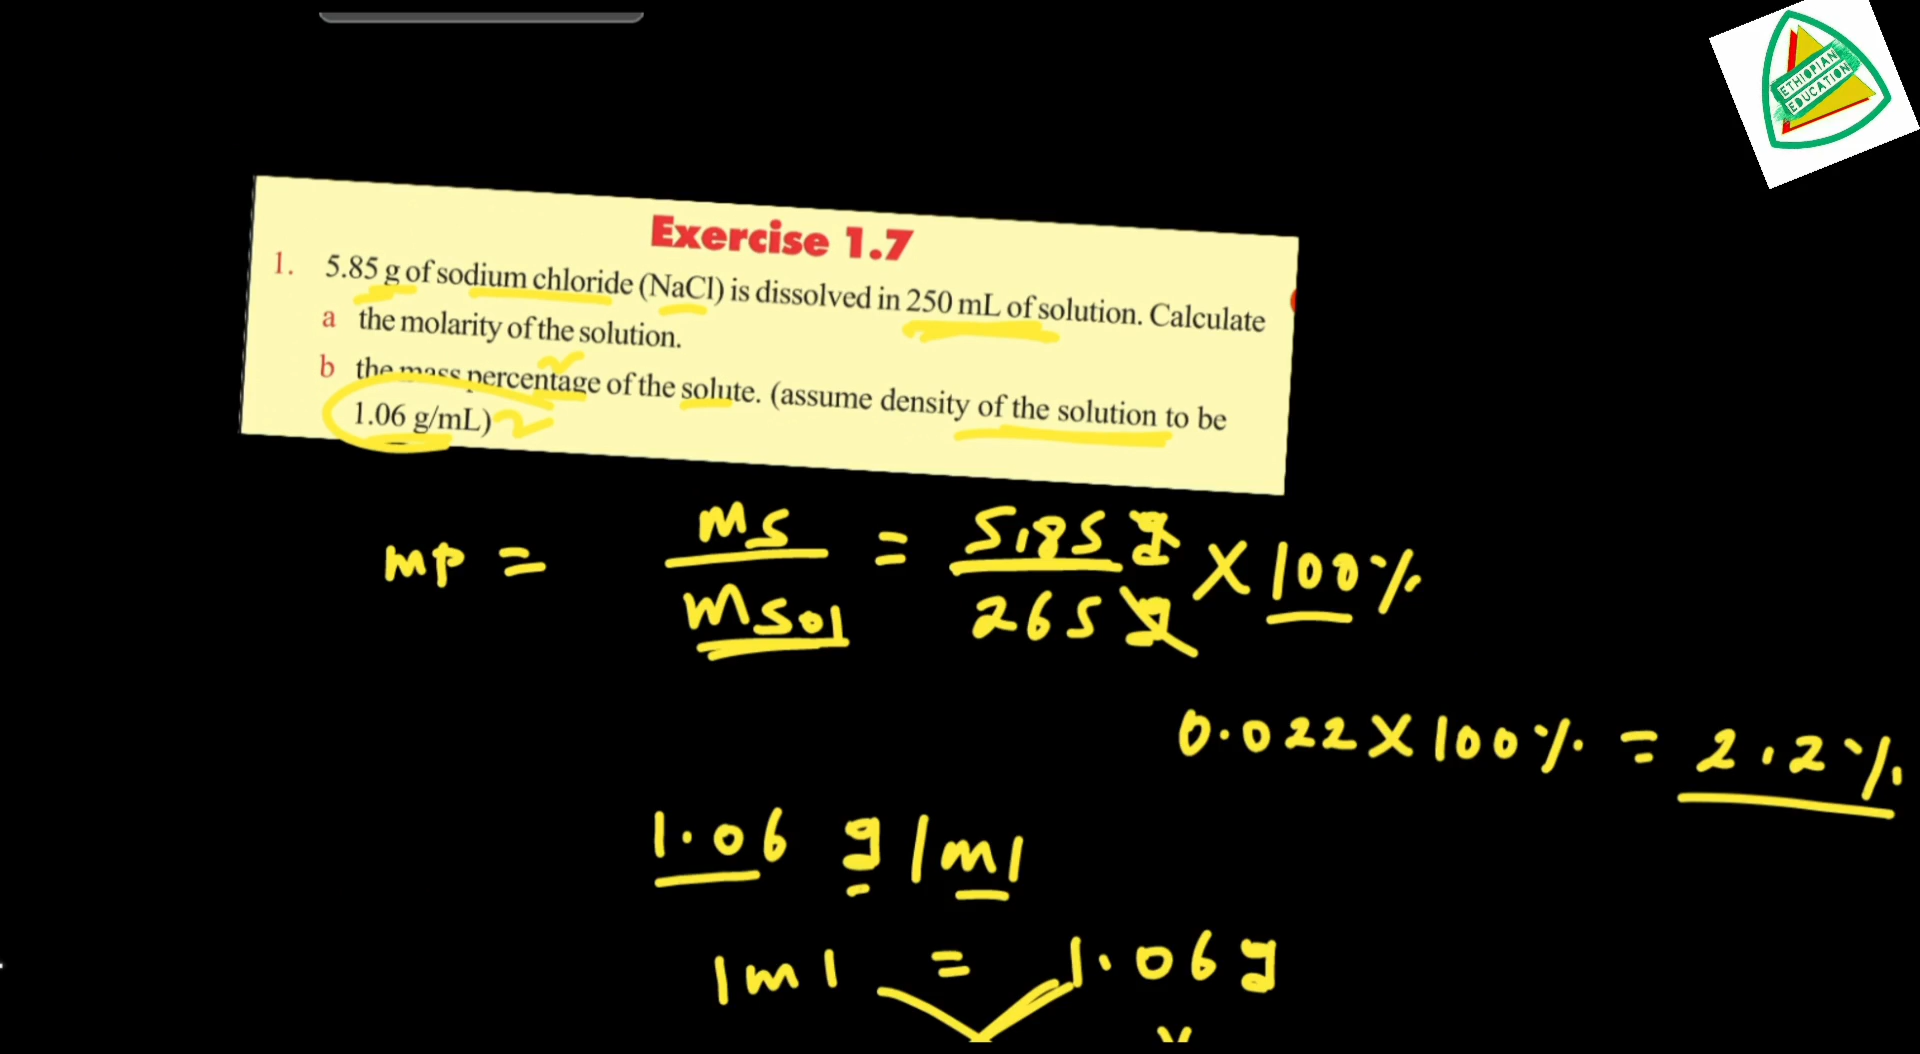 ETHIOPIAN
EDUCATION
Exercise 1.7
1. 5.85 g of sodium chloride (NaCl) is dissolved in 250 mL of solution. Calculate
a the molarity of the solution.
b the mass percentage of the solute. (assume density of the solution to be
1.06 g/mL)
mp = ms/msol = 5.85 g/265 g X 100%
0.022 X 100% = 2.2%
1.06 g/ml
1ml = 1.06g